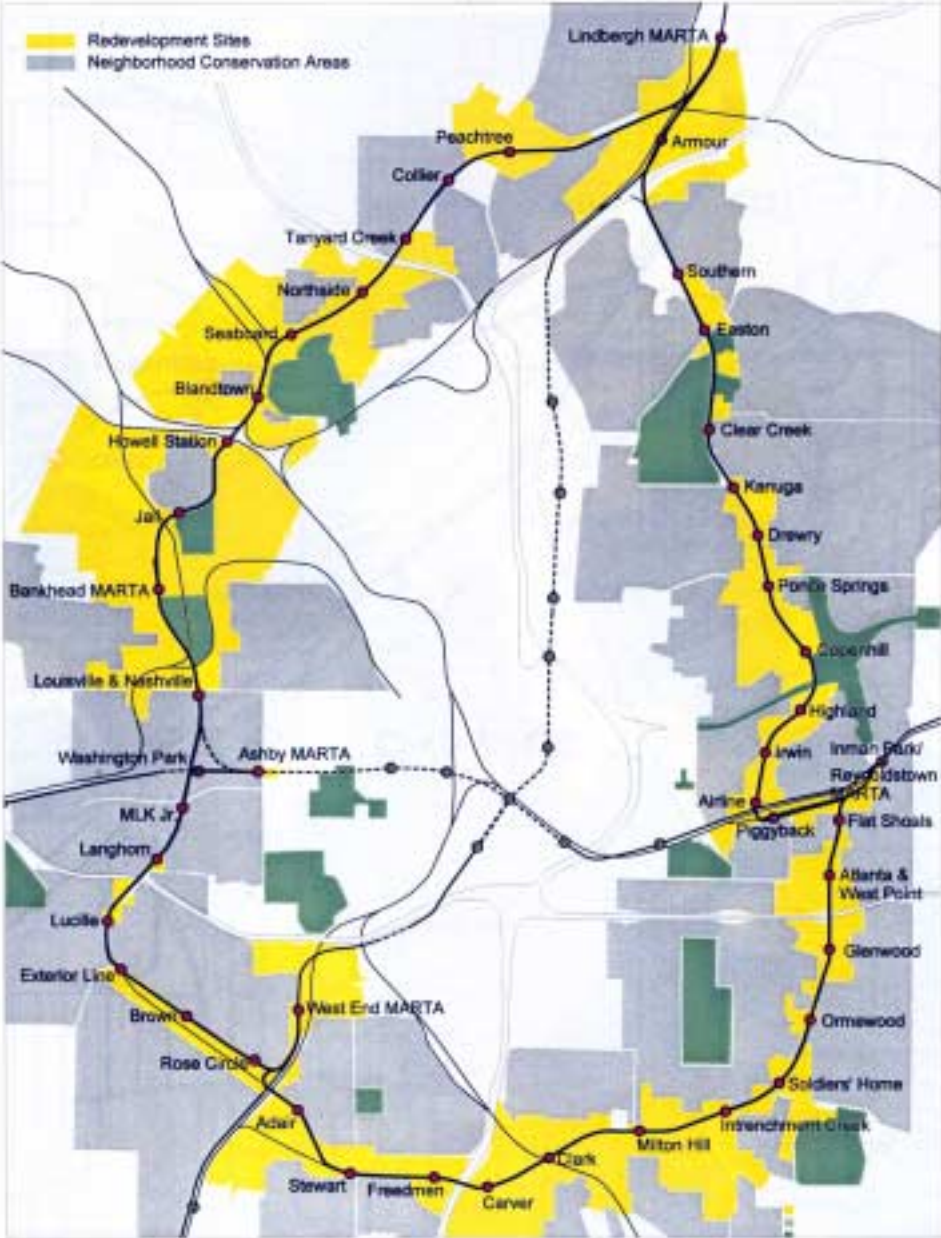 Redevelopment Sites
Neighborhood Conservation Areas
Lindbergh MARTA
Peachtree
Armour
Collier
Tanyard Creek
Southern
Northside
Seaboard
Easton
Blandtown
Howell Station
Clear Creek
Kanuga
Jail
Drewry
Bankhead MARTA
Ponce Springs
Copenhill
Louisville & Nashville
Highland
Washington Park
Ashby MARTA
Irwin
Inman Park/
Reynoldstown
MARTA
MLK Jr.
Airline
Piggyback
Flat Shoals
Langhorn
Atlanta &
West Point
Lucille
Glenwood
Exterior Line
West End MARTA
Brown
Ormewood
Rose Circle
Soldiers' Home
Adair
Intrenchment Creek
Milton Hill
Clark
Stewart
Freedmen
Carver